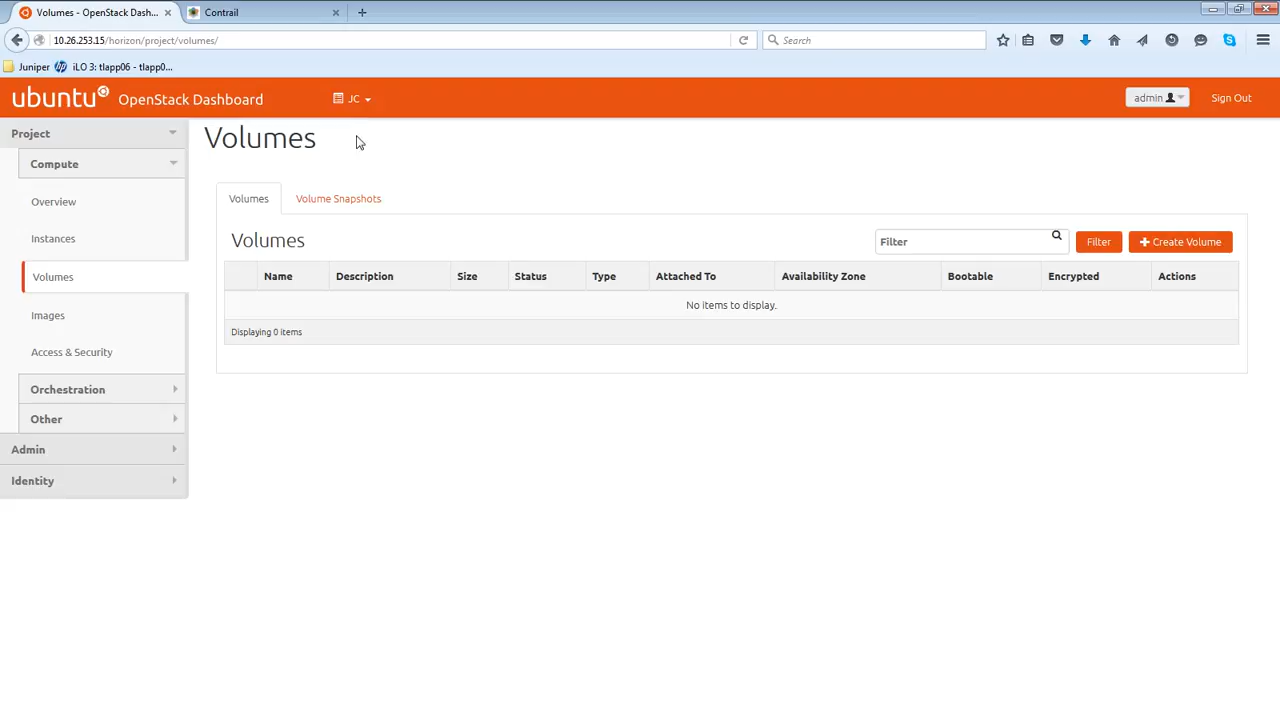 Volumes - OpenStack Dash...
Contrail
10.26.253.15/horizon/project/volumes/
Search
Juniper
iLO 3: tlapp06 - tlapp0...
ubuntu
OpenStack Dashboard
JC
admin
Sign Out
Project
Compute
Overview
Instances
Volumes
Images
Access & Security
Orchestration
Other
Admin
Identity
Volumes
Volumes
Volume Snapshots
Volumes
Filter
Filter
Create Volume
Name Description Size Status Type Attached To Availability Zone Bootable Encrypted Actions
No items to display.
Displaying 0 items